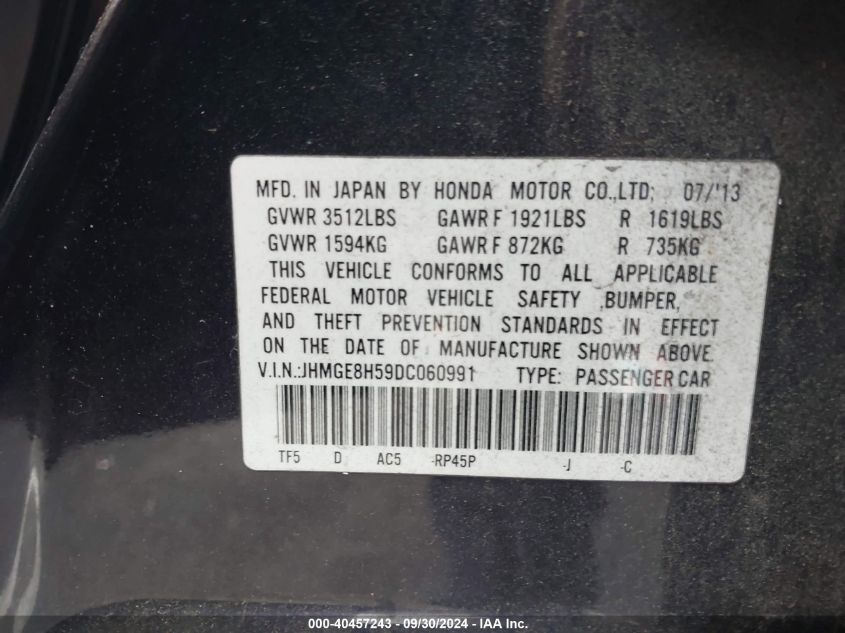 MFD. IN JAPAN BY HONDA MOTOR CO.,LTD; 07/'13
GVWR 3512LBS GAWR F 1921LBS R 1619LBS
GVWR 1594KG GAWR F 872KG R 735KG
THIS VEHICLE CONFORMS TO ALL APPLICABLE
FEDERAL MOTOR VEHICLE SAFETY ,BUMPER,
AND THEFT PREVENTION STANDARDS IN EFFECT
ON THE DATE OF MANUFACTURE SHOWN ABOVE.
V.I.N.:JHMGE8H59DC060991 TYPE: PASSENGER CAR
TF5 D AC5 -RP45P -J -C
000-40457243 - 09/30/2024 - IAAI Inc.